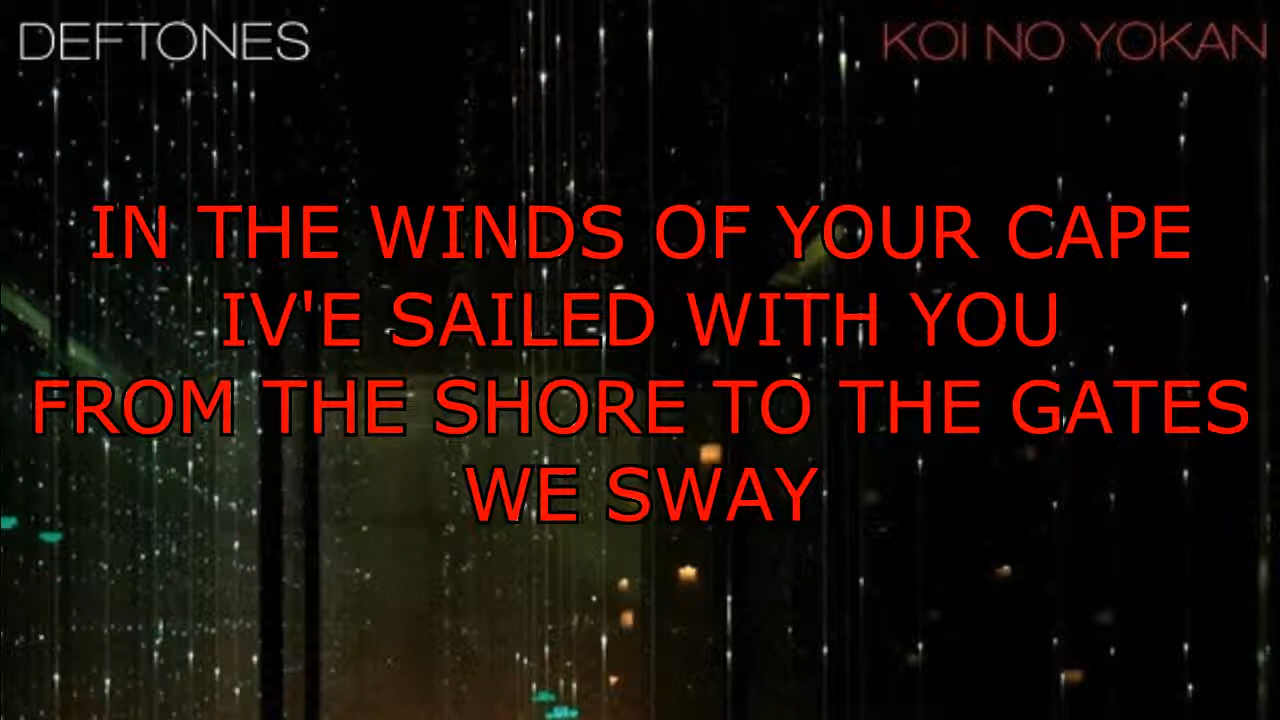 DEFTONES
KOI NO YOKAN
IN THE WINDS OF YOUR CAPE
IV'E SAILED WITH YOU
FROM THE SHORE TO THE GATES
WE SWAY